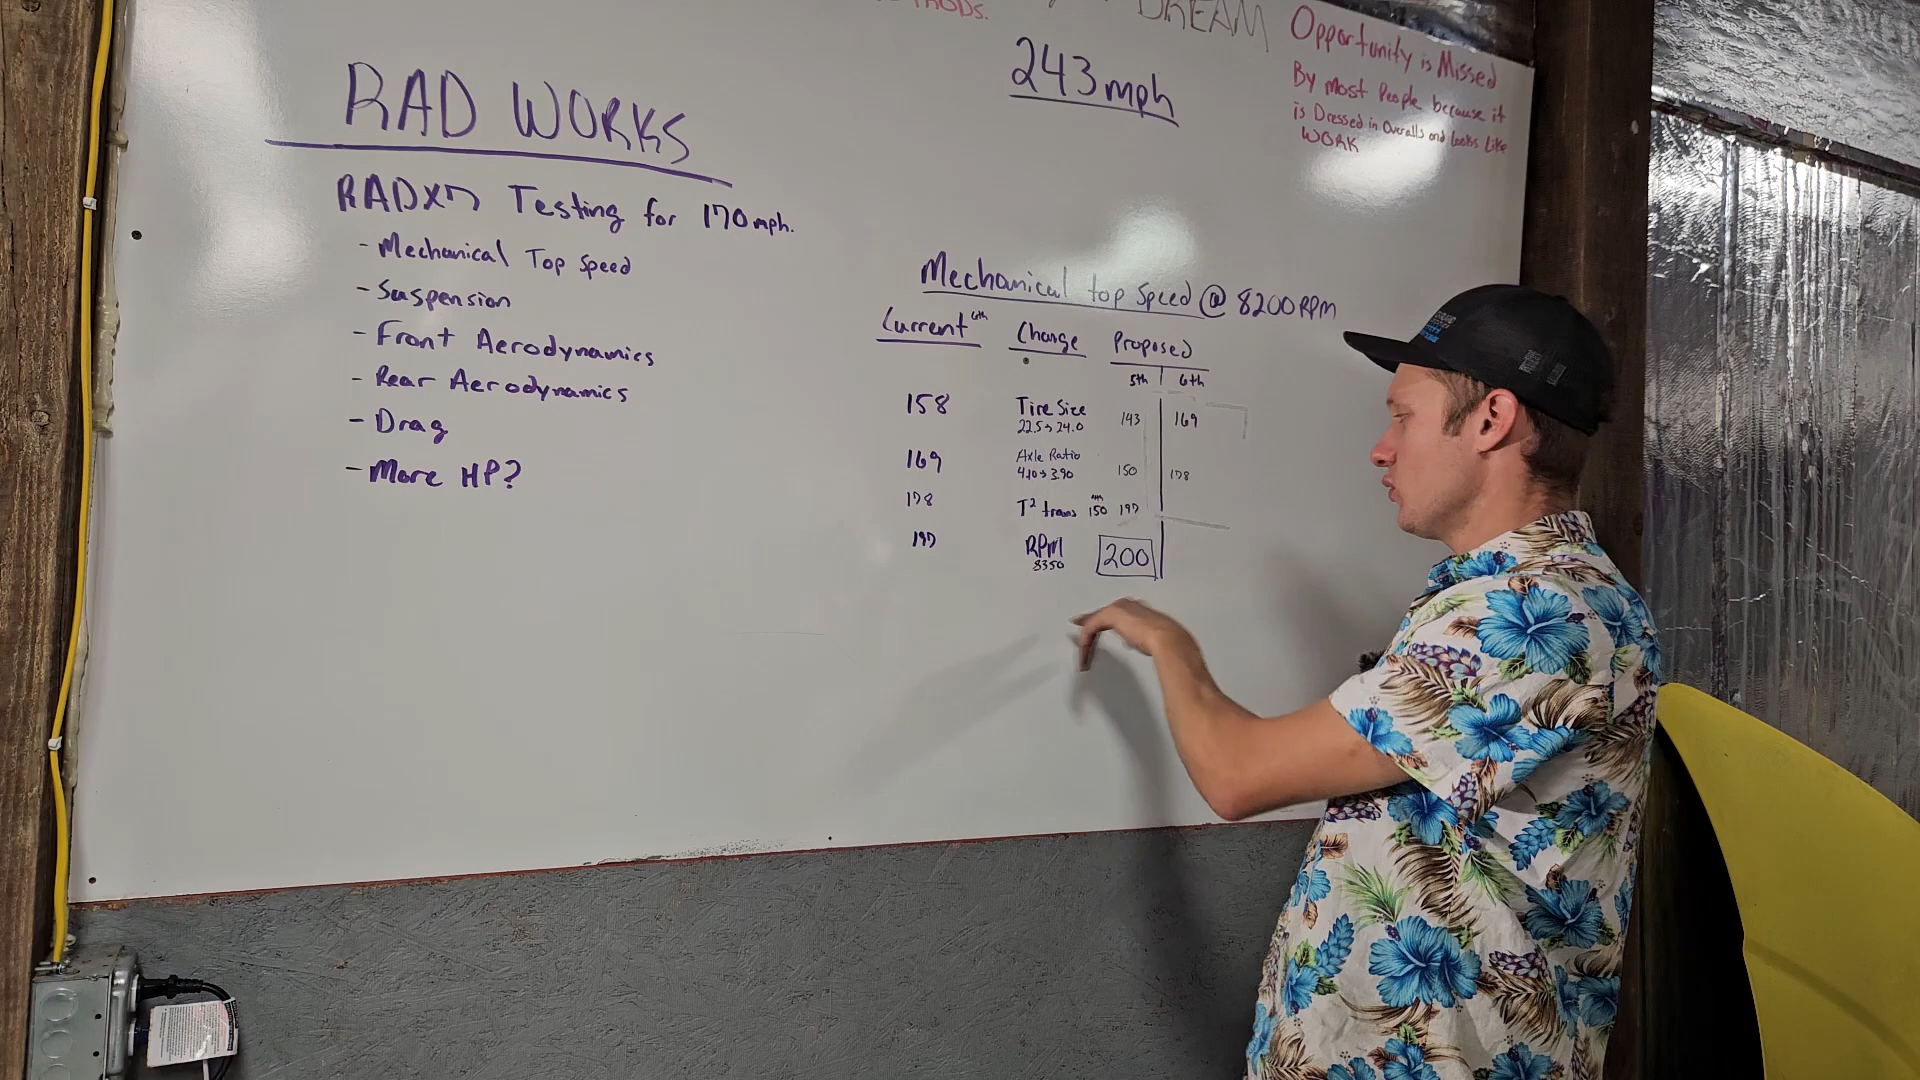 RAD WORKS
RADX7 Testing for 170mph.
- Mechanical Top Speed
- Suspension
- Front Aerodynamics
- Rear Aerodynamics
- Drag
- More HP?
DREAM
243mph
Opportunity is Missed
By Most People because it
is Dressed in Overalls and Looks Like
WORK
Mechanical top Speed @ 8200RPM
Current 6th Change Proposed
5th 6th
158 Tire Size 143 169
22.5→24.0
169 Axle Ratio 150 178
4.10→3.90
178 T² trans 4th 150 197
197 RPM 200
8350